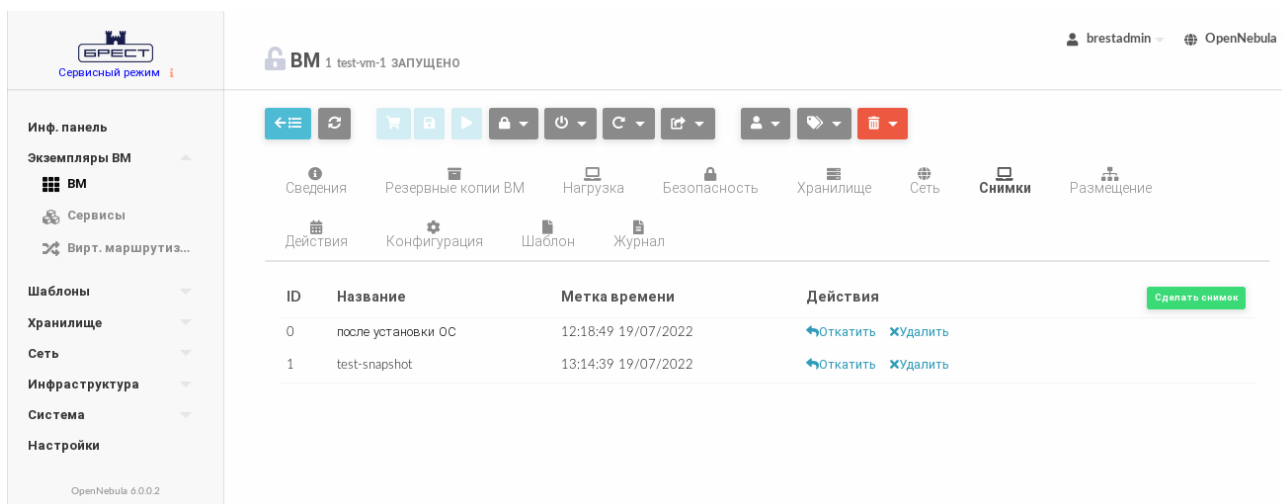 БРЕСТ
Сервисный режим i
brestadmin
OpenNebula
ВМ 1 test-vm-1 ЗАПУЩЕНО
Инф. панель
Экземпляры ВМ
ВМ
Сервисы
Вирт. маршрутиз...
Шаблоны
Хранилище
Сеть
Инфраструктура
Система
Настройки
OpenNebula 6.0.0.2
Сведения Резервные копии ВМ Нагрузка Безопасность Хранилище Сеть Снимки Размещение
Действия Конфигурация Шаблон Журнал
ID Название Метка времени Действия Сделать снимок
0 после установки ОС 12:18:49 19/07/2022 Откатить Удалить
1 test-snapshot 13:14:39 19/07/2022 Откатить Удалить